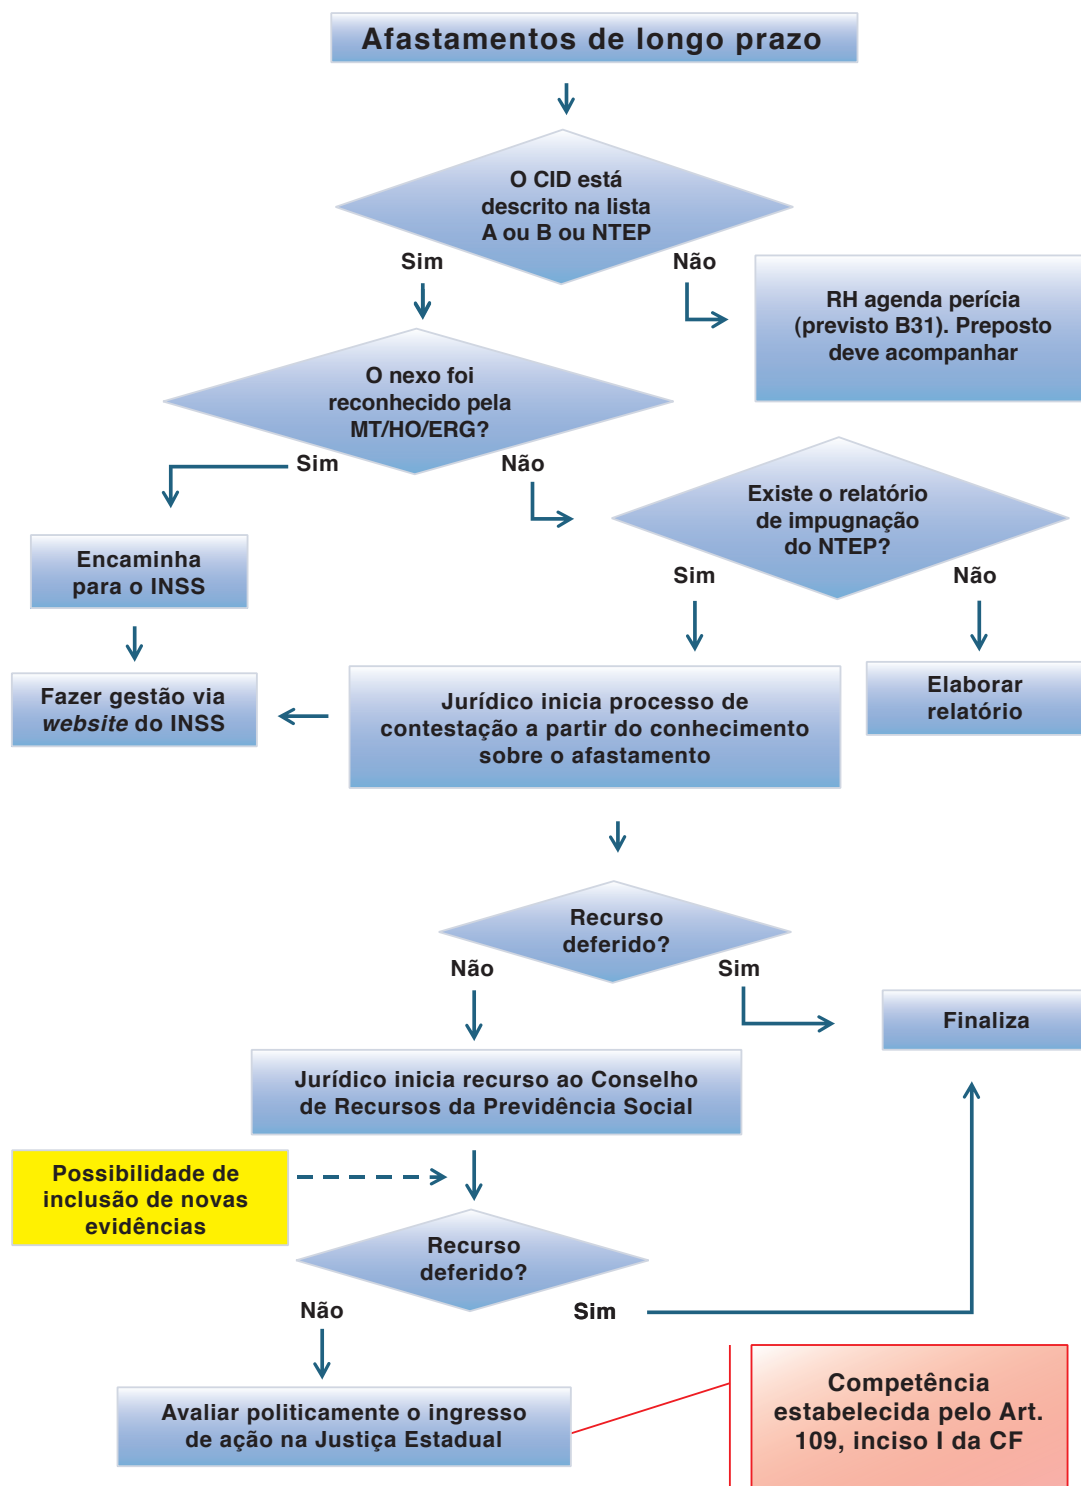 Afastamentos de longo prazo
O CID está
descrito na lista
A ou B ou NTEP
Sim
Não
RH agenda perícia
(previsto B31). Preposto
deve acompanhar
O nexo foi
reconhecido pela
MT/HO/ERG?
Sim
Não
Existe o relatório
de impugnação
do NTEP?
Sim
Não
Encaminha
para o INSS
Fazer gestão via
website do INSS
Jurídico inicia processo de
contestação a partir do conhecimento
sobre o afastamento
Elaborar
relatório
Recurso
deferido?
Não
Sim
Finaliza
Jurídico inicia recurso ao Conselho
de Recursos da Previdência Social
Possibilidade de
inclusão de novas
evidências
Recurso
deferido?
Não
Sim
Avaliar politicamente o ingresso
de ação na Justiça Estadual
Competência
estabelecida pelo Art.
109, inciso I da CF